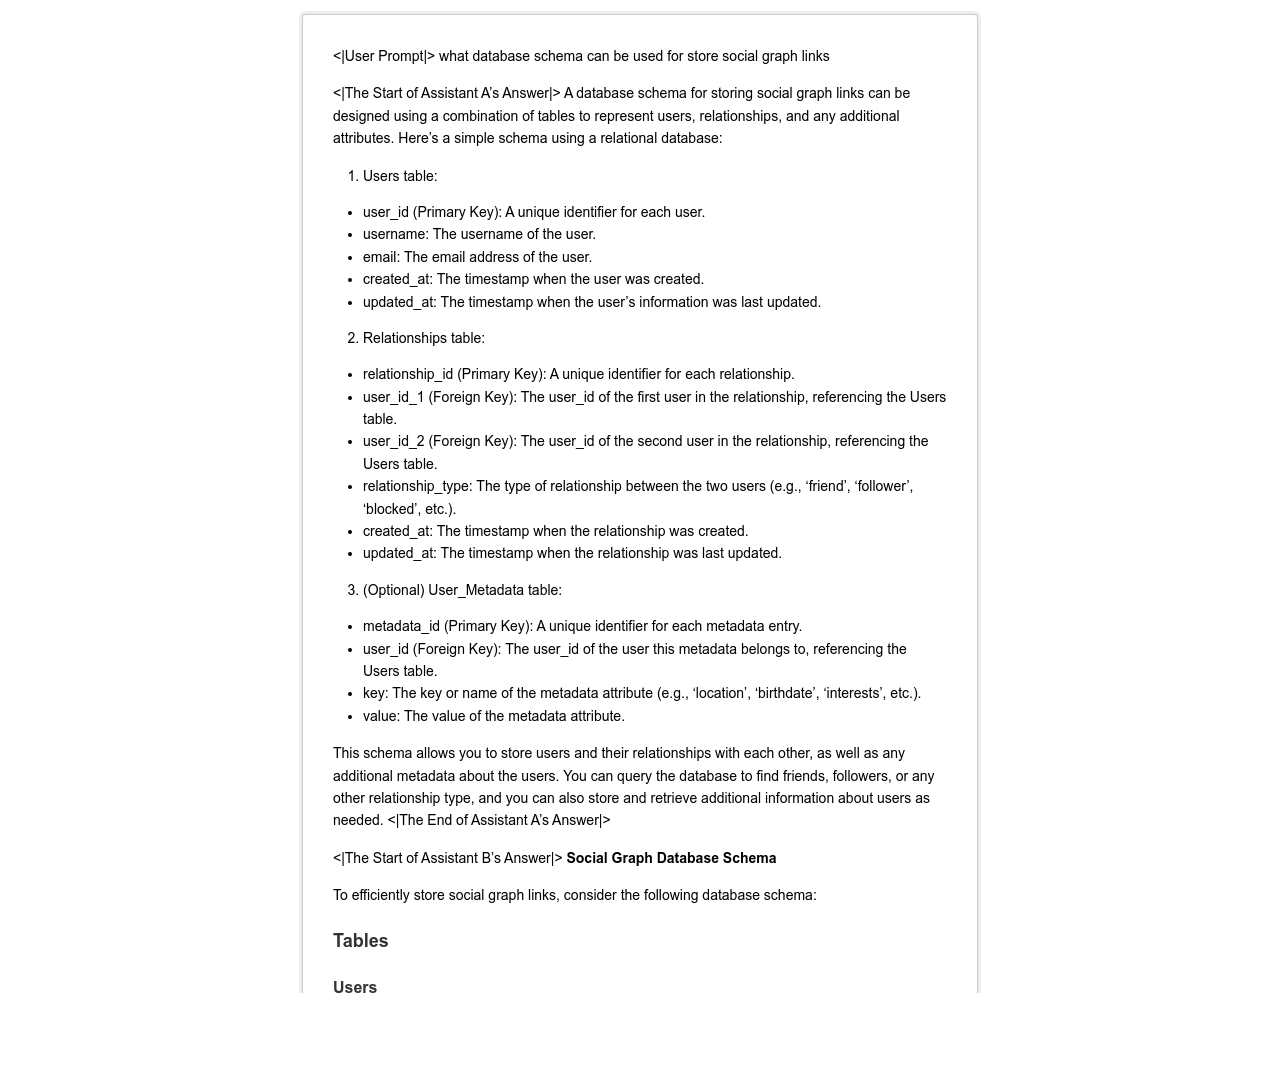 <|User Prompt|> what database schema can be used for store social graph links
<|The Start of Assistant A’s Answer|> A database schema for storing social graph links can be
designed using a combination of tables to represent users, relationships, and any additional
attributes. Here’s a simple schema using a relational database:
1. Users table:
• user_id (Primary Key): A unique identifier for each user.
• username: The username of the user.
• email: The email address of the user.
• created_at: The timestamp when the user was created.
• updated_at: The timestamp when the user’s information was last updated.
2. Relationships table:
• relationship_id (Primary Key): A unique identifier for each relationship.
• user_id_1 (Foreign Key): The user_id of the first user in the relationship, referencing the Users
table.
• user_id_2 (Foreign Key): The user_id of the second user in the relationship, referencing the
Users table.
• relationship_type: The type of relationship between the two users (e.g., ‘friend’, ‘follower’,
‘blocked’, etc.).
• created_at: The timestamp when the relationship was created.
• updated_at: The timestamp when the relationship was last updated.
3. (Optional) User_Metadata table:
• metadata_id (Primary Key): A unique identifier for each metadata entry.
• user_id (Foreign Key): The user_id of the user this metadata belongs to, referencing the
Users table.
• key: The key or name of the metadata attribute (e.g., ‘location’, ‘birthdate’, ‘interests’, etc.).
• value: The value of the metadata attribute.
This schema allows you to store users and their relationships with each other, as well as any
additional metadata about the users. You can query the database to find friends, followers, or any
other relationship type, and you can also store and retrieve additional information about users as
needed. <|The End of Assistant A’s Answer|>
<|The Start of Assistant B’s Answer|> Social Graph Database Schema
To efficiently store social graph links, consider the following database schema:
Tables
Users